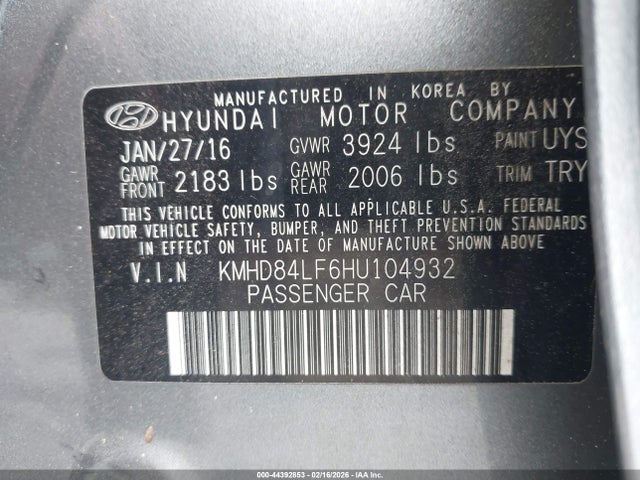 MANUFACTURED IN KOREA BY
HYUNDAI MOTOR COMPANY
JAN/27/16 GVWR 3924 lbs PAINT UYS
GAWR FRONT 2183 lbs GAWR REAR 2006 lbs TRIM TRY
THIS VEHICLE CONFORMS TO ALL APPLICABLE U.S.A. FEDERAL
MOTOR VEHICLE SAFETY, BUMPER, AND THEFT PREVENTION STANDARDS
IN EFFECT ON THE DATE OF MANUFACTURE SHOWN ABOVE
V.I.N KMHD84LF6HU104932
PASSENGER CAR
000-44392853 - 02/16/2026 - © Copyright 2026 IAA, LLC